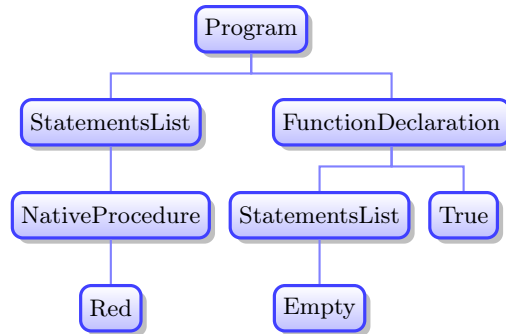 Program
StatementsList FunctionDeclaration
NativeProcedure StatementsList True
Red Empty